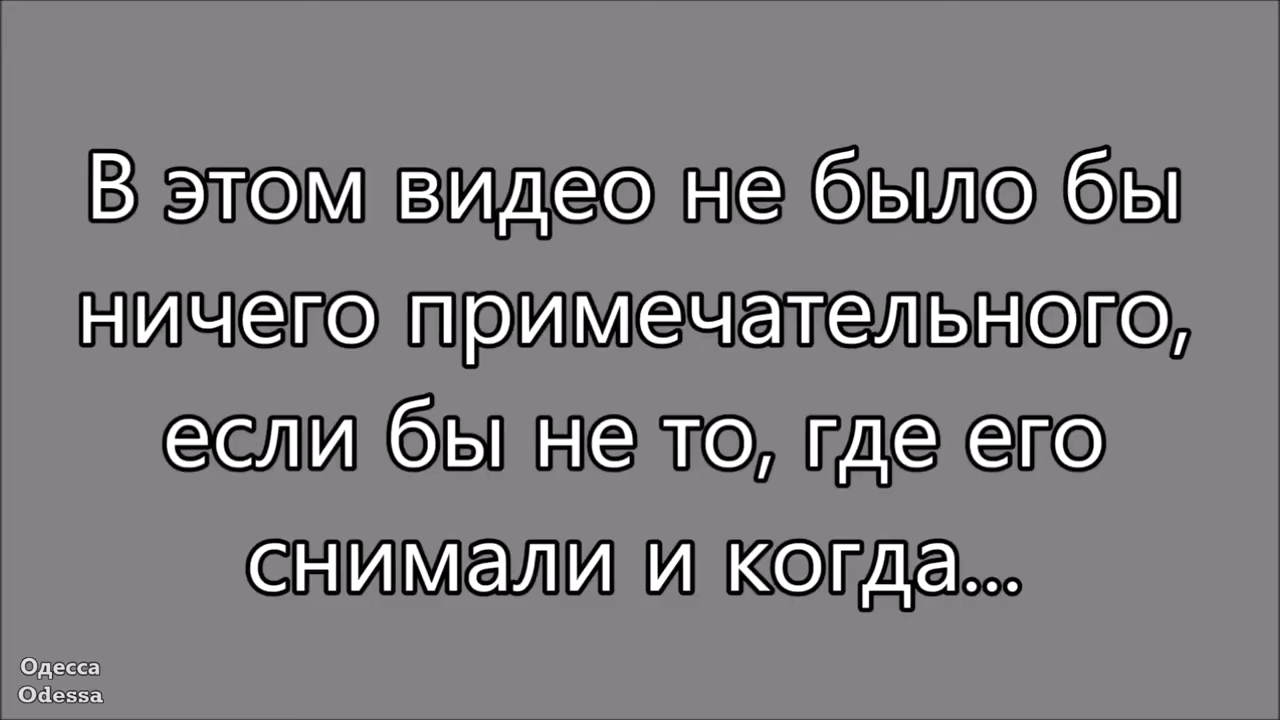 В этом видео не было бы
ничего примечательного,
если бы не то, где его
снимали и когда...
Одесса
Odessa